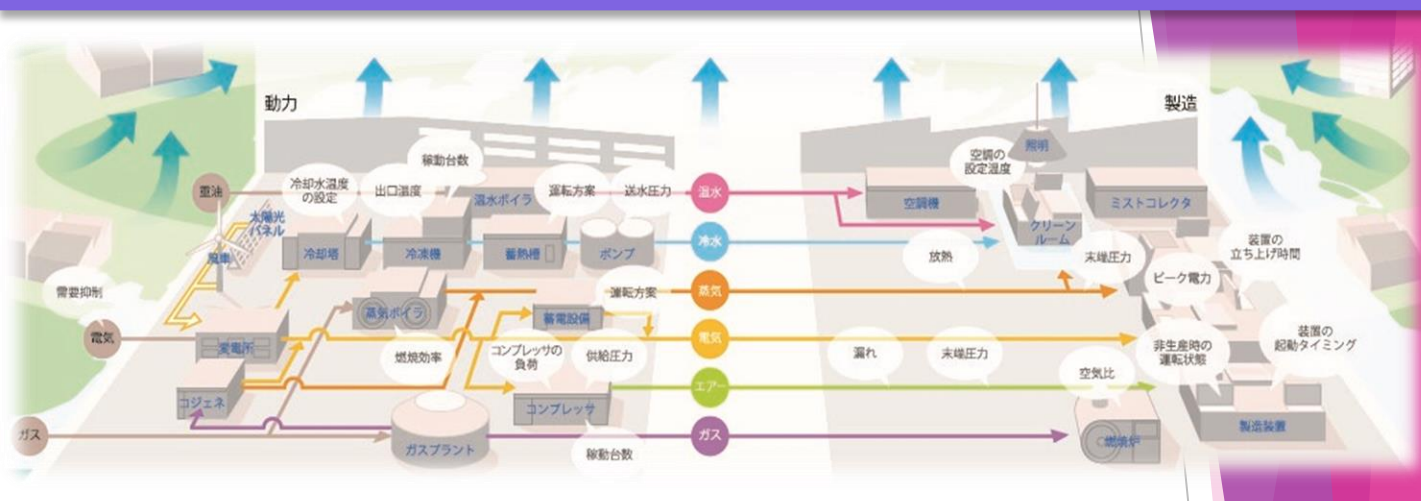 動力
製造
稼動台数
空調の
設定温度
照明
重油
冷却水温度
の設定
出口温度
温水ボイラ
運転方案
送水圧力
温水
空調機
ミストコレクタ
太陽光
パネル
クリーン
ルーム
風車
冷却塔
冷凍機
蓄熱槽
ポンプ
冷水
放熱
末端圧力
装置の
立ち上げ時間
需要抑制
運転方案
蒸気
ピーク電力
蒸気ボイラ
蓄電設備
電気
変電所
電気
燃焼効率
コンプレッサの
負荷
供給圧力
漏れ
末端圧力
非生産時の
運転状態
装置の
起動タイミング
空気比
コジェネ
コンプレッサ
エアー
ガス
ガスプラント
稼動台数
ガス
燃焼炉
製造装置